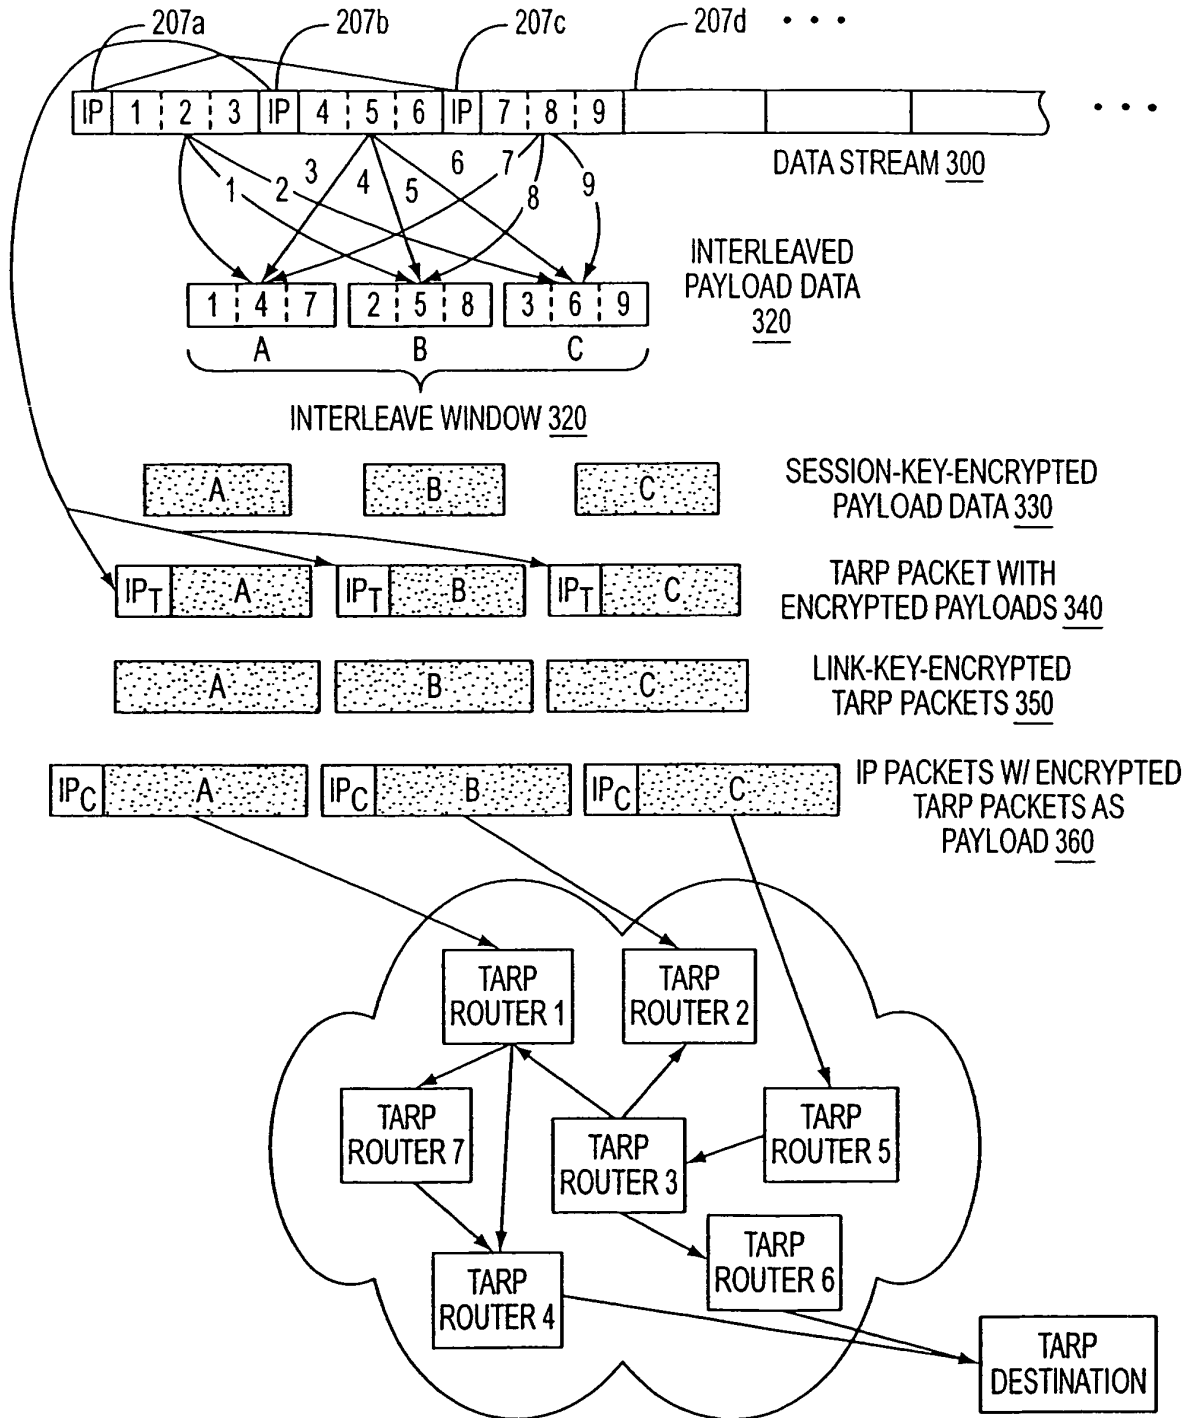 207a 207b 207c 207d • • •
IP 1 2 3 IP 4 5 6 IP 7 8 9 • • •
DATA STREAM 300
1 2 3 4 5 6 7 8 9
INTERLEAVED
PAYLOAD DATA
320
1 4 7 2 5 8 3 6 9
A B C
INTERLEAVE WINDOW 320
A B C
SESSION-KEY-ENCRYPTED
PAYLOAD DATA 330
IPT A IPT B IPT C
TARP PACKET WITH
ENCRYPTED PAYLOADS 340
A B C
LINK-KEY-ENCRYPTED
TARP PACKETS 350
IPC A IPC B IPC C
IP PACKETS W/ ENCRYPTED
TARP PACKETS AS
PAYLOAD 360
TARP
ROUTER 1
TARP
ROUTER 2
TARP
ROUTER 7
TARP
ROUTER 3
TARP
ROUTER 5
TARP
ROUTER 6
TARP
ROUTER 4
TARP
DESTINATION